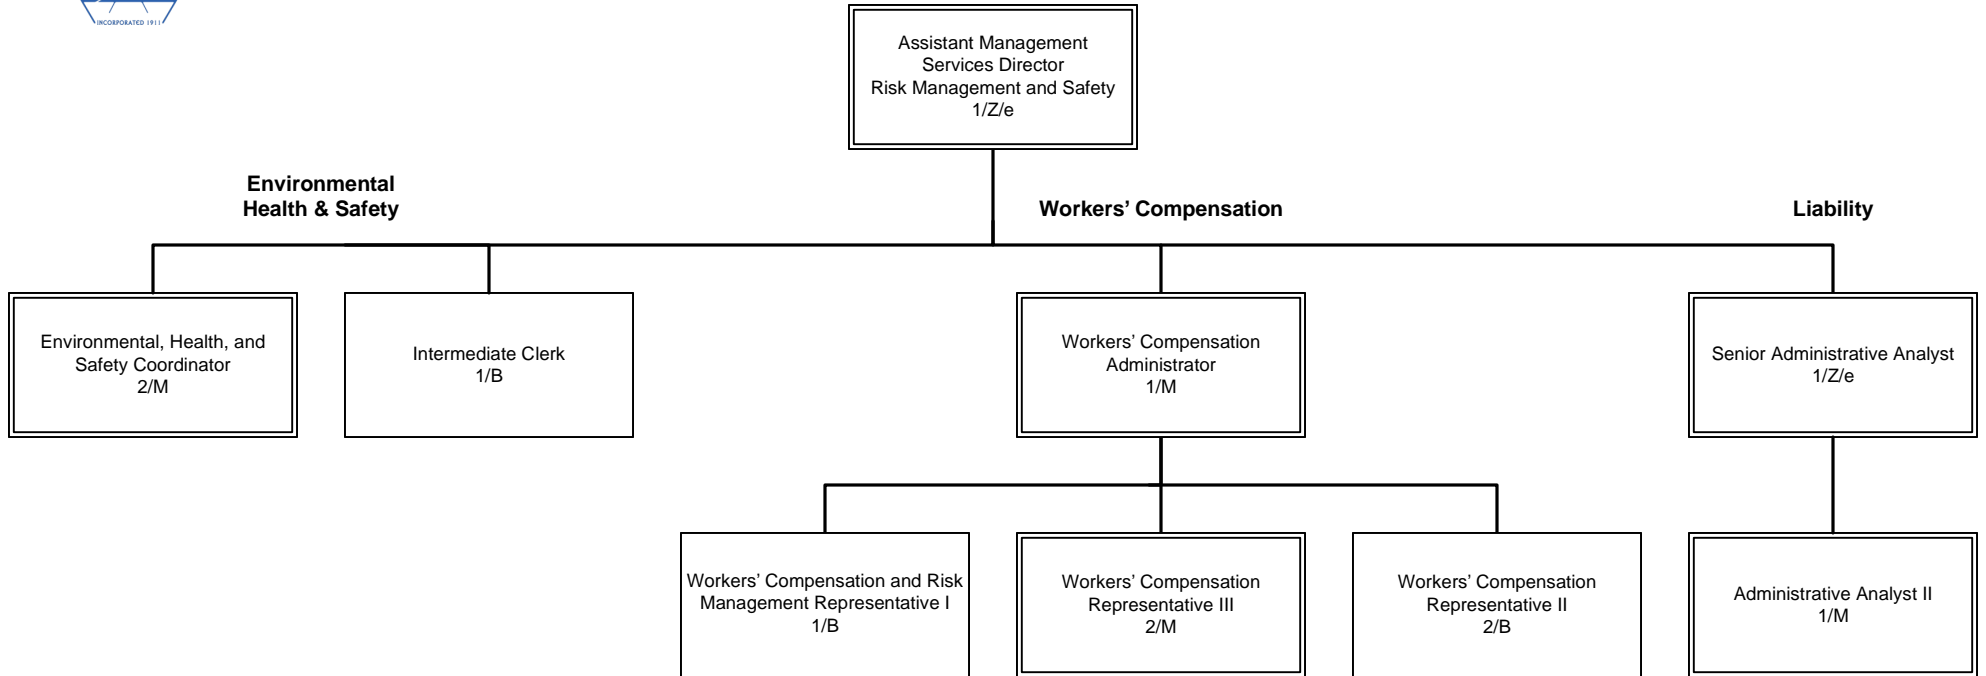 INCORPORATED 1911
Assistant Management
Services Director
Risk Management and Safety
1/Z/e
Environmental
Health & Safety
Workers’ Compensation
Liability
Environmental, Health, and
Safety Coordinator
2/M
Intermediate Clerk
1/B
Workers’ Compensation
Administrator
1/M
Senior Administrative Analyst
1/Z/e
Workers’ Compensation and Risk
Management Representative I
1/B
Workers’ Compensation
Representative III
2/M
Workers’ Compensation
Representative II
2/B
Administrative Analyst II
1/M